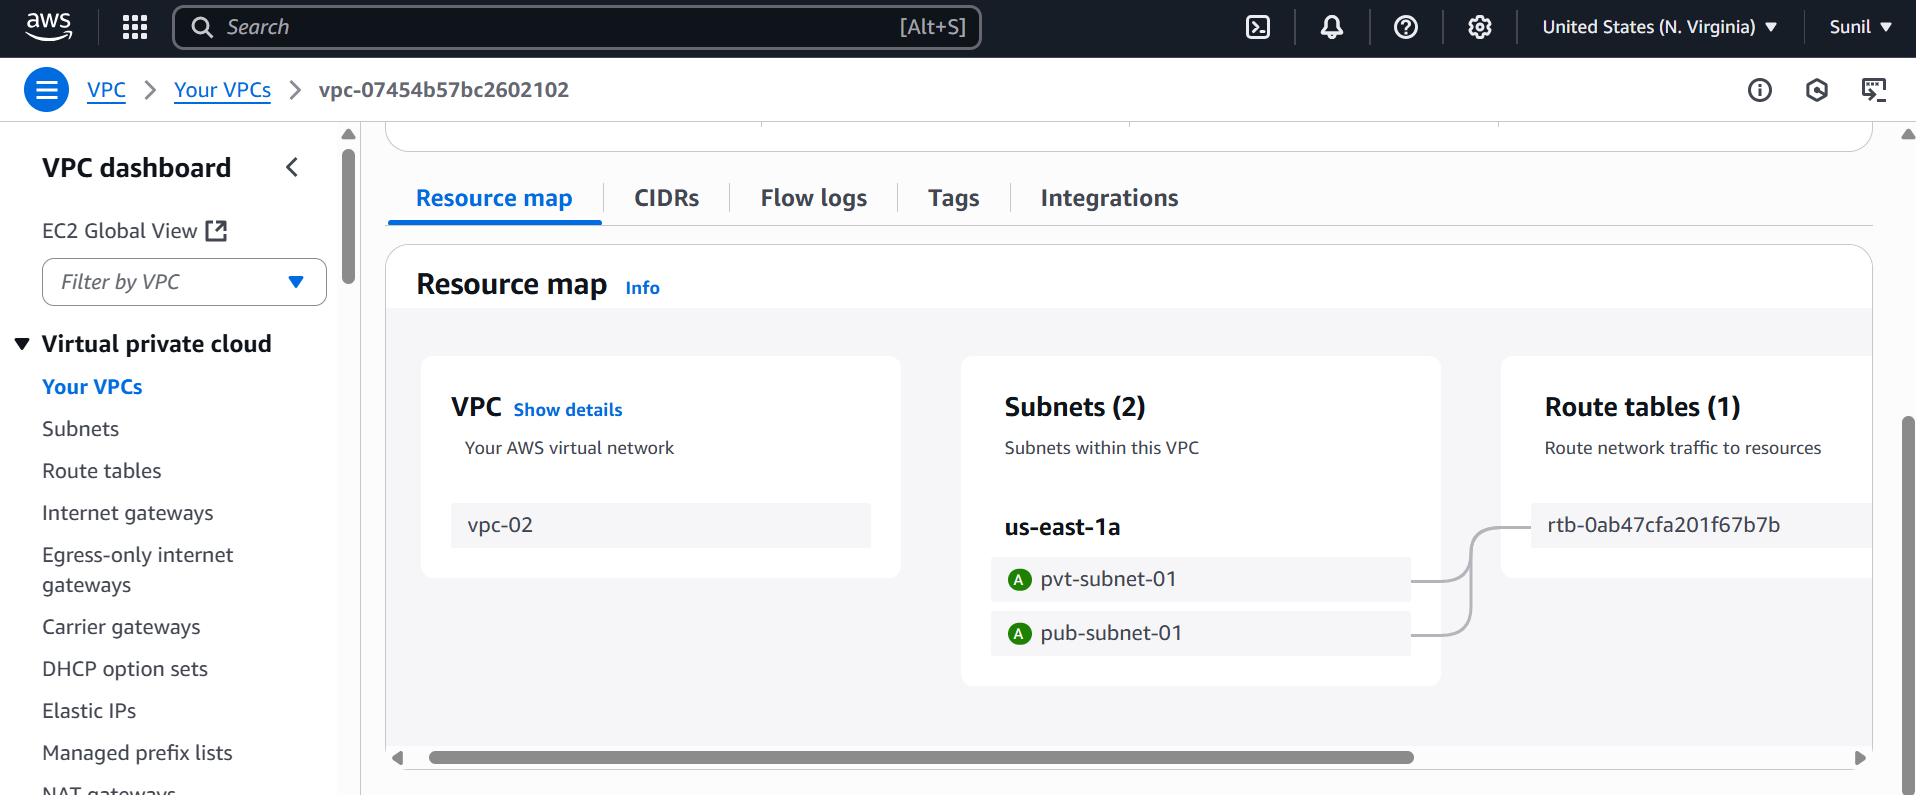 aws
Search
[Alt+S]
United States (N. Virginia)
Sunil
VPC
Your VPCs
vpc-07454b57bc2602102
VPC dashboard
EC2 Global View
Filter by VPC
Virtual private cloud
Your VPCs
Subnets
Route tables
Internet gateways
Egress-only internet
gateways
Carrier gateways
DHCP option sets
Elastic IPs
Managed prefix lists
NAT gateways
Resource map
CIDRs
Flow logs
Tags
Integrations
Resource map Info
VPC Show details
Your AWS virtual network
vpc-02
Subnets (2)
Subnets within this VPC
us-east-1a
A pvt-subnet-01
A pub-subnet-01
Route tables (1)
Route network traffic to resources
rtb-0ab47cfa201f67b7b